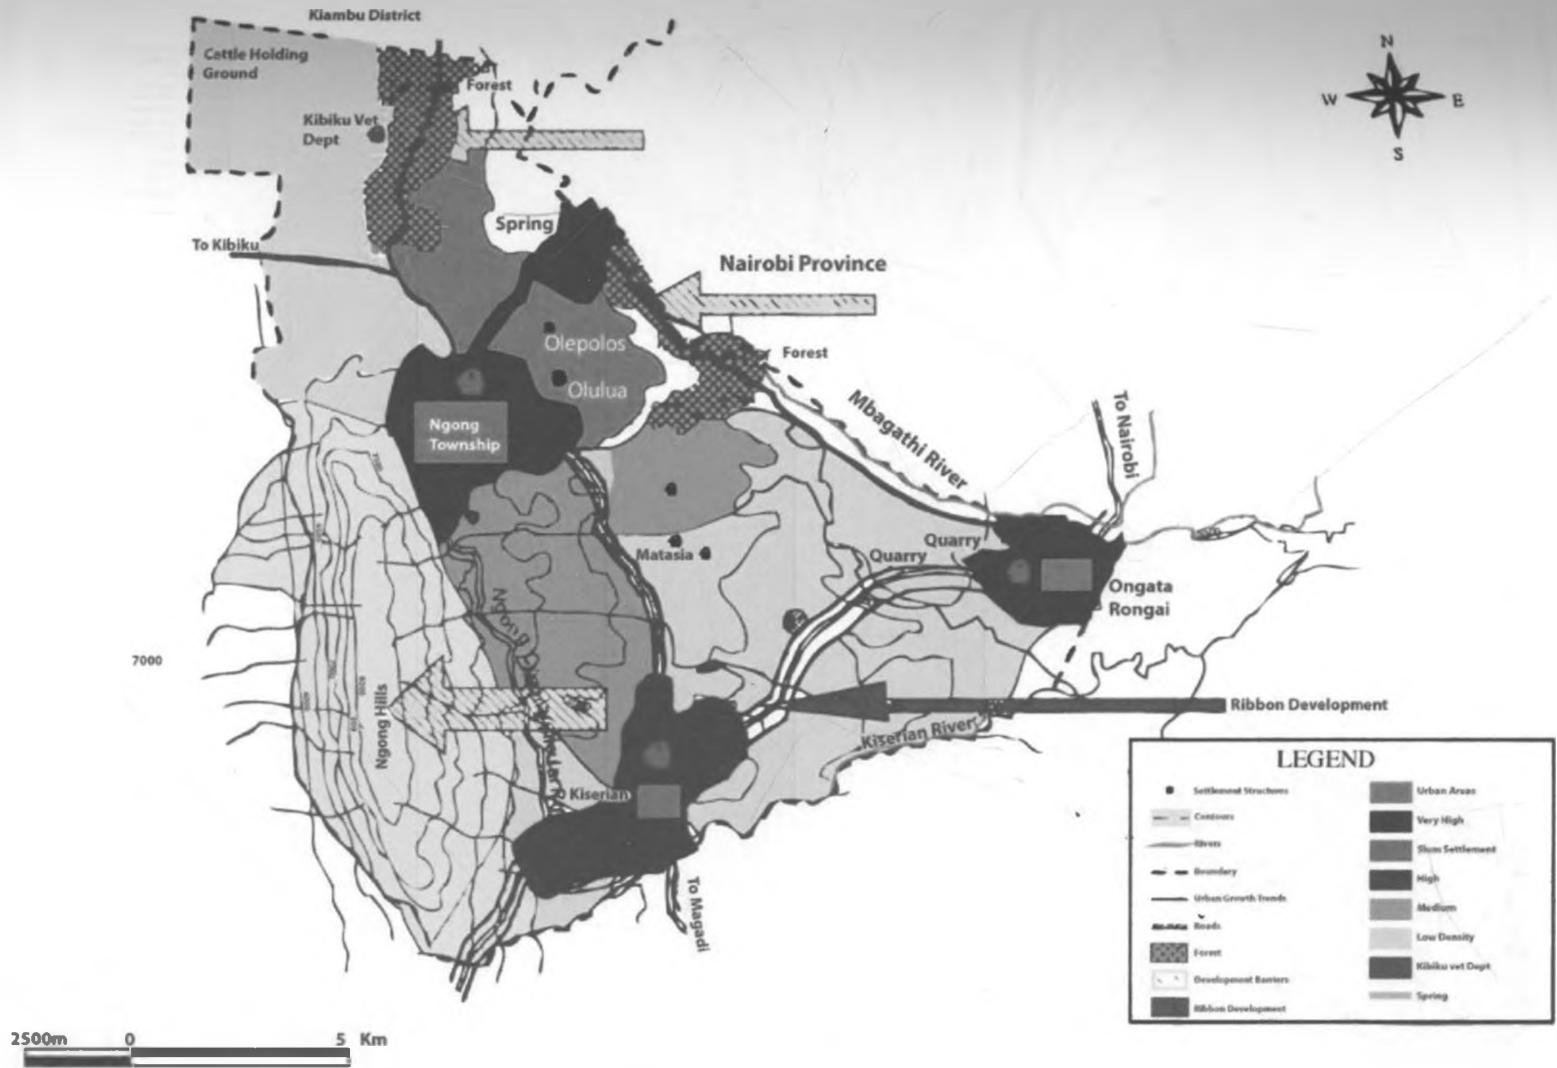 Kiambu District
Cattle Holding
Ground
Forest
Kibiku Vet
Dept
N
W
E
S
Spring
To Kibiku
Nairobi Province
Olepolos
Forest
Olulua
Ngong
Township
Mbagathi River
To Nairobi
Quarry
Quarry
Matasia
Ongata
Rongai
7000
Ngong Hills
Ribbon Development
Kiserian River
Kiserian
To Magadi
LEGEND
Settlement Structures
Contours
Rivers
Boundary
Urban Growth Trends
Roads
Forest
Development Barriers
Ribbon Development
Urban Areas
Very High
Slum Settlement
High
Medium
Low Density
Kibiku vet Dept
Spring
2500m
0
5
Km